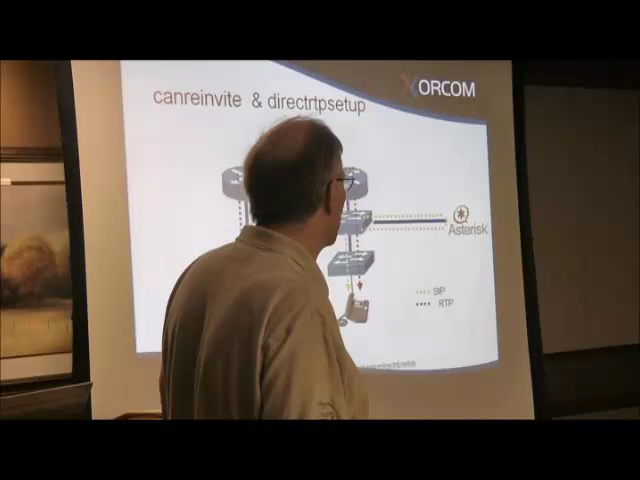 XORCOM
canreinvite & directrtpsetup
Asterisk
SIP
RTP